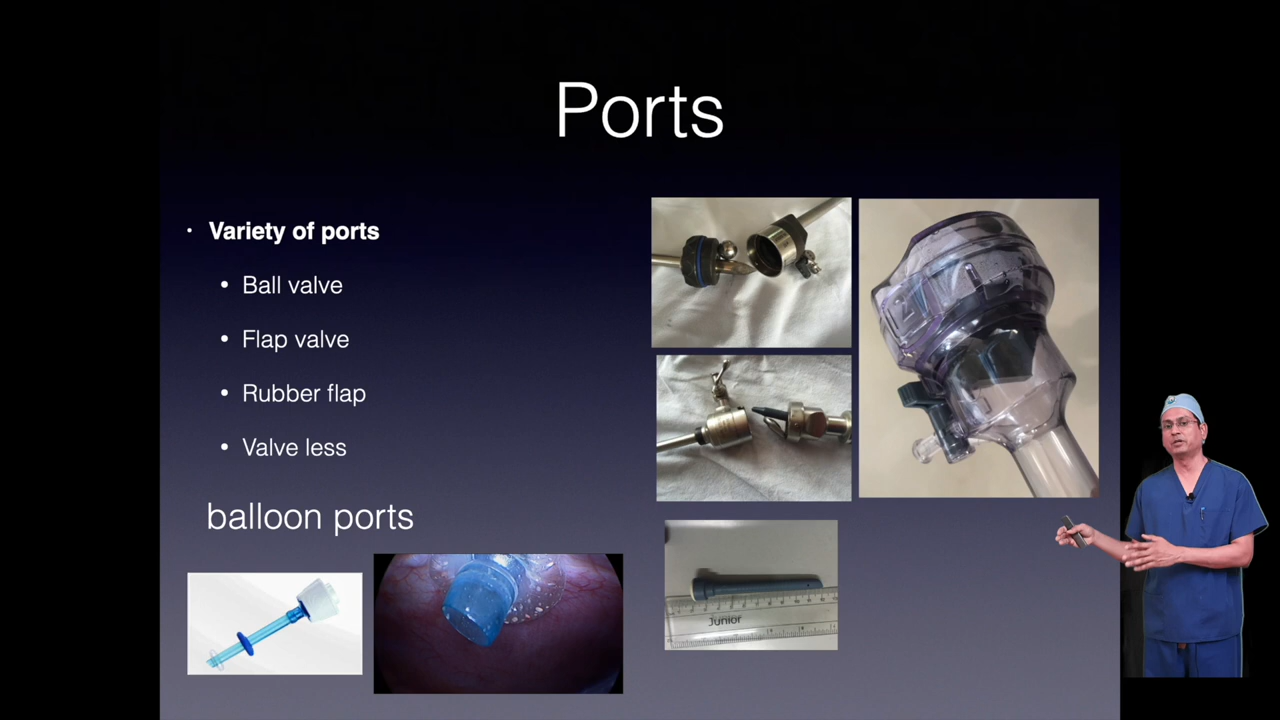 Ports
• Variety of ports
• Ball valve
• Flap valve
• Rubber flap
• Valve less
balloon ports
Junior